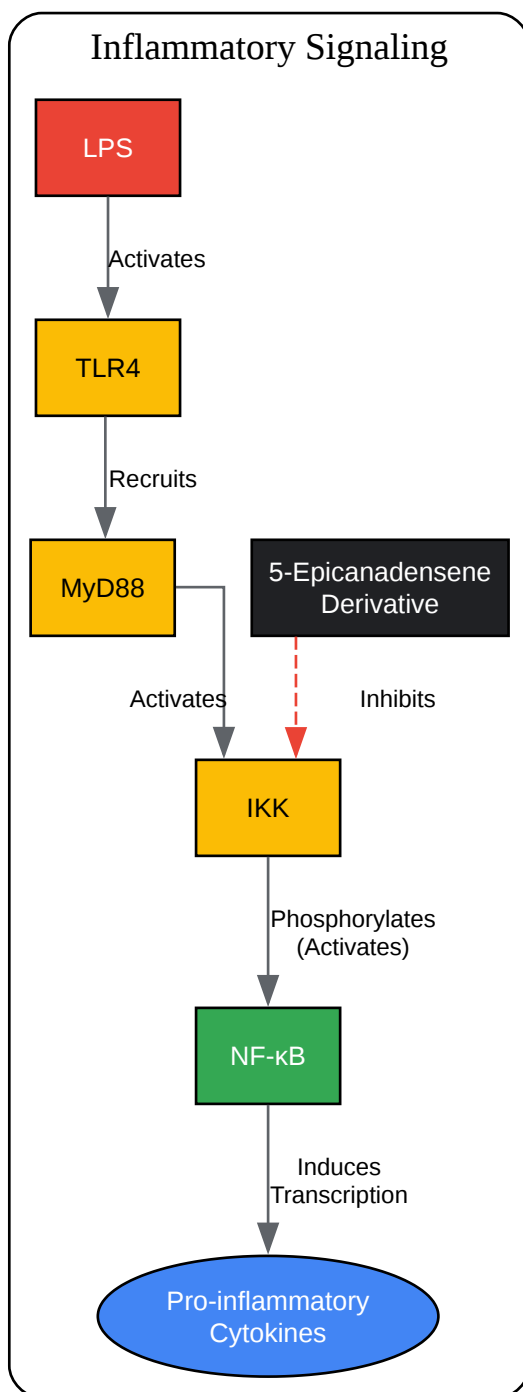 Inflammatory Signaling
LPS
Activates
TLR4
Recruits
MyD88
5-Epicanadensene
Derivative
Activates
Inhibits
IKK
Phosphorylates
(Activates)
NF-κB
Induces
Transcription
Pro-inflammatory
Cytokines